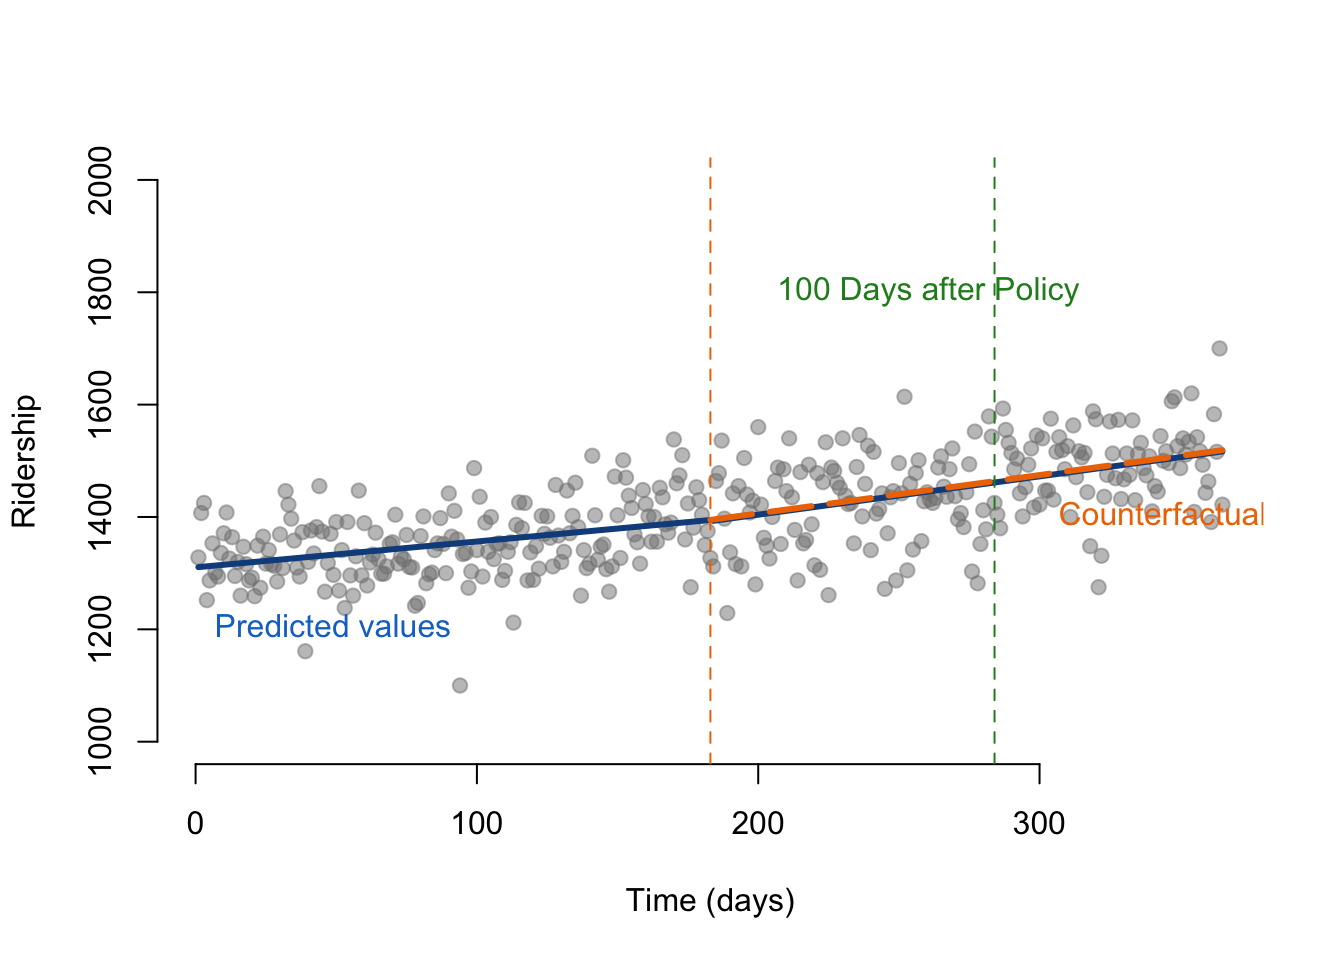 2000
1800
1600
1400
1200
1000
Ridership
100 Days after Policy
Counterfactual
Predicted values
0 100 200 300
Time (days)